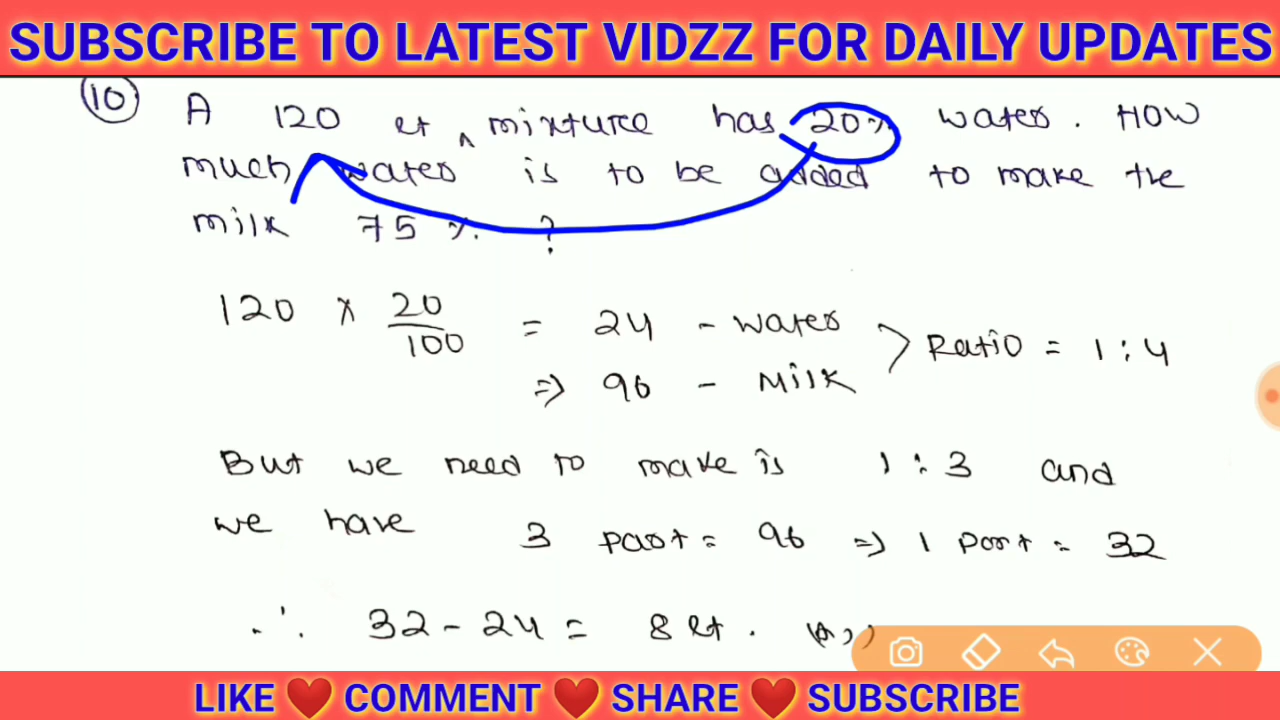 SUBSCRIBE TO LATEST VIDZZ FOR DAILY UPDATES
(10) A 120 lt ^ mixture has 20% water. How
much water is to be added to make the
milk 75 %. ?
120 x 20/100 = 24 - water
=> 96 - Milk > Ratio = 1 : 4
But we need to make is 1 : 3 and
we have 3 part = 96 => 1 part = 32
∴ 32 - 24 = 8 lt .
LIKE ❤ COMMENT ❤ SHARE ❤ SUBSCRIBE